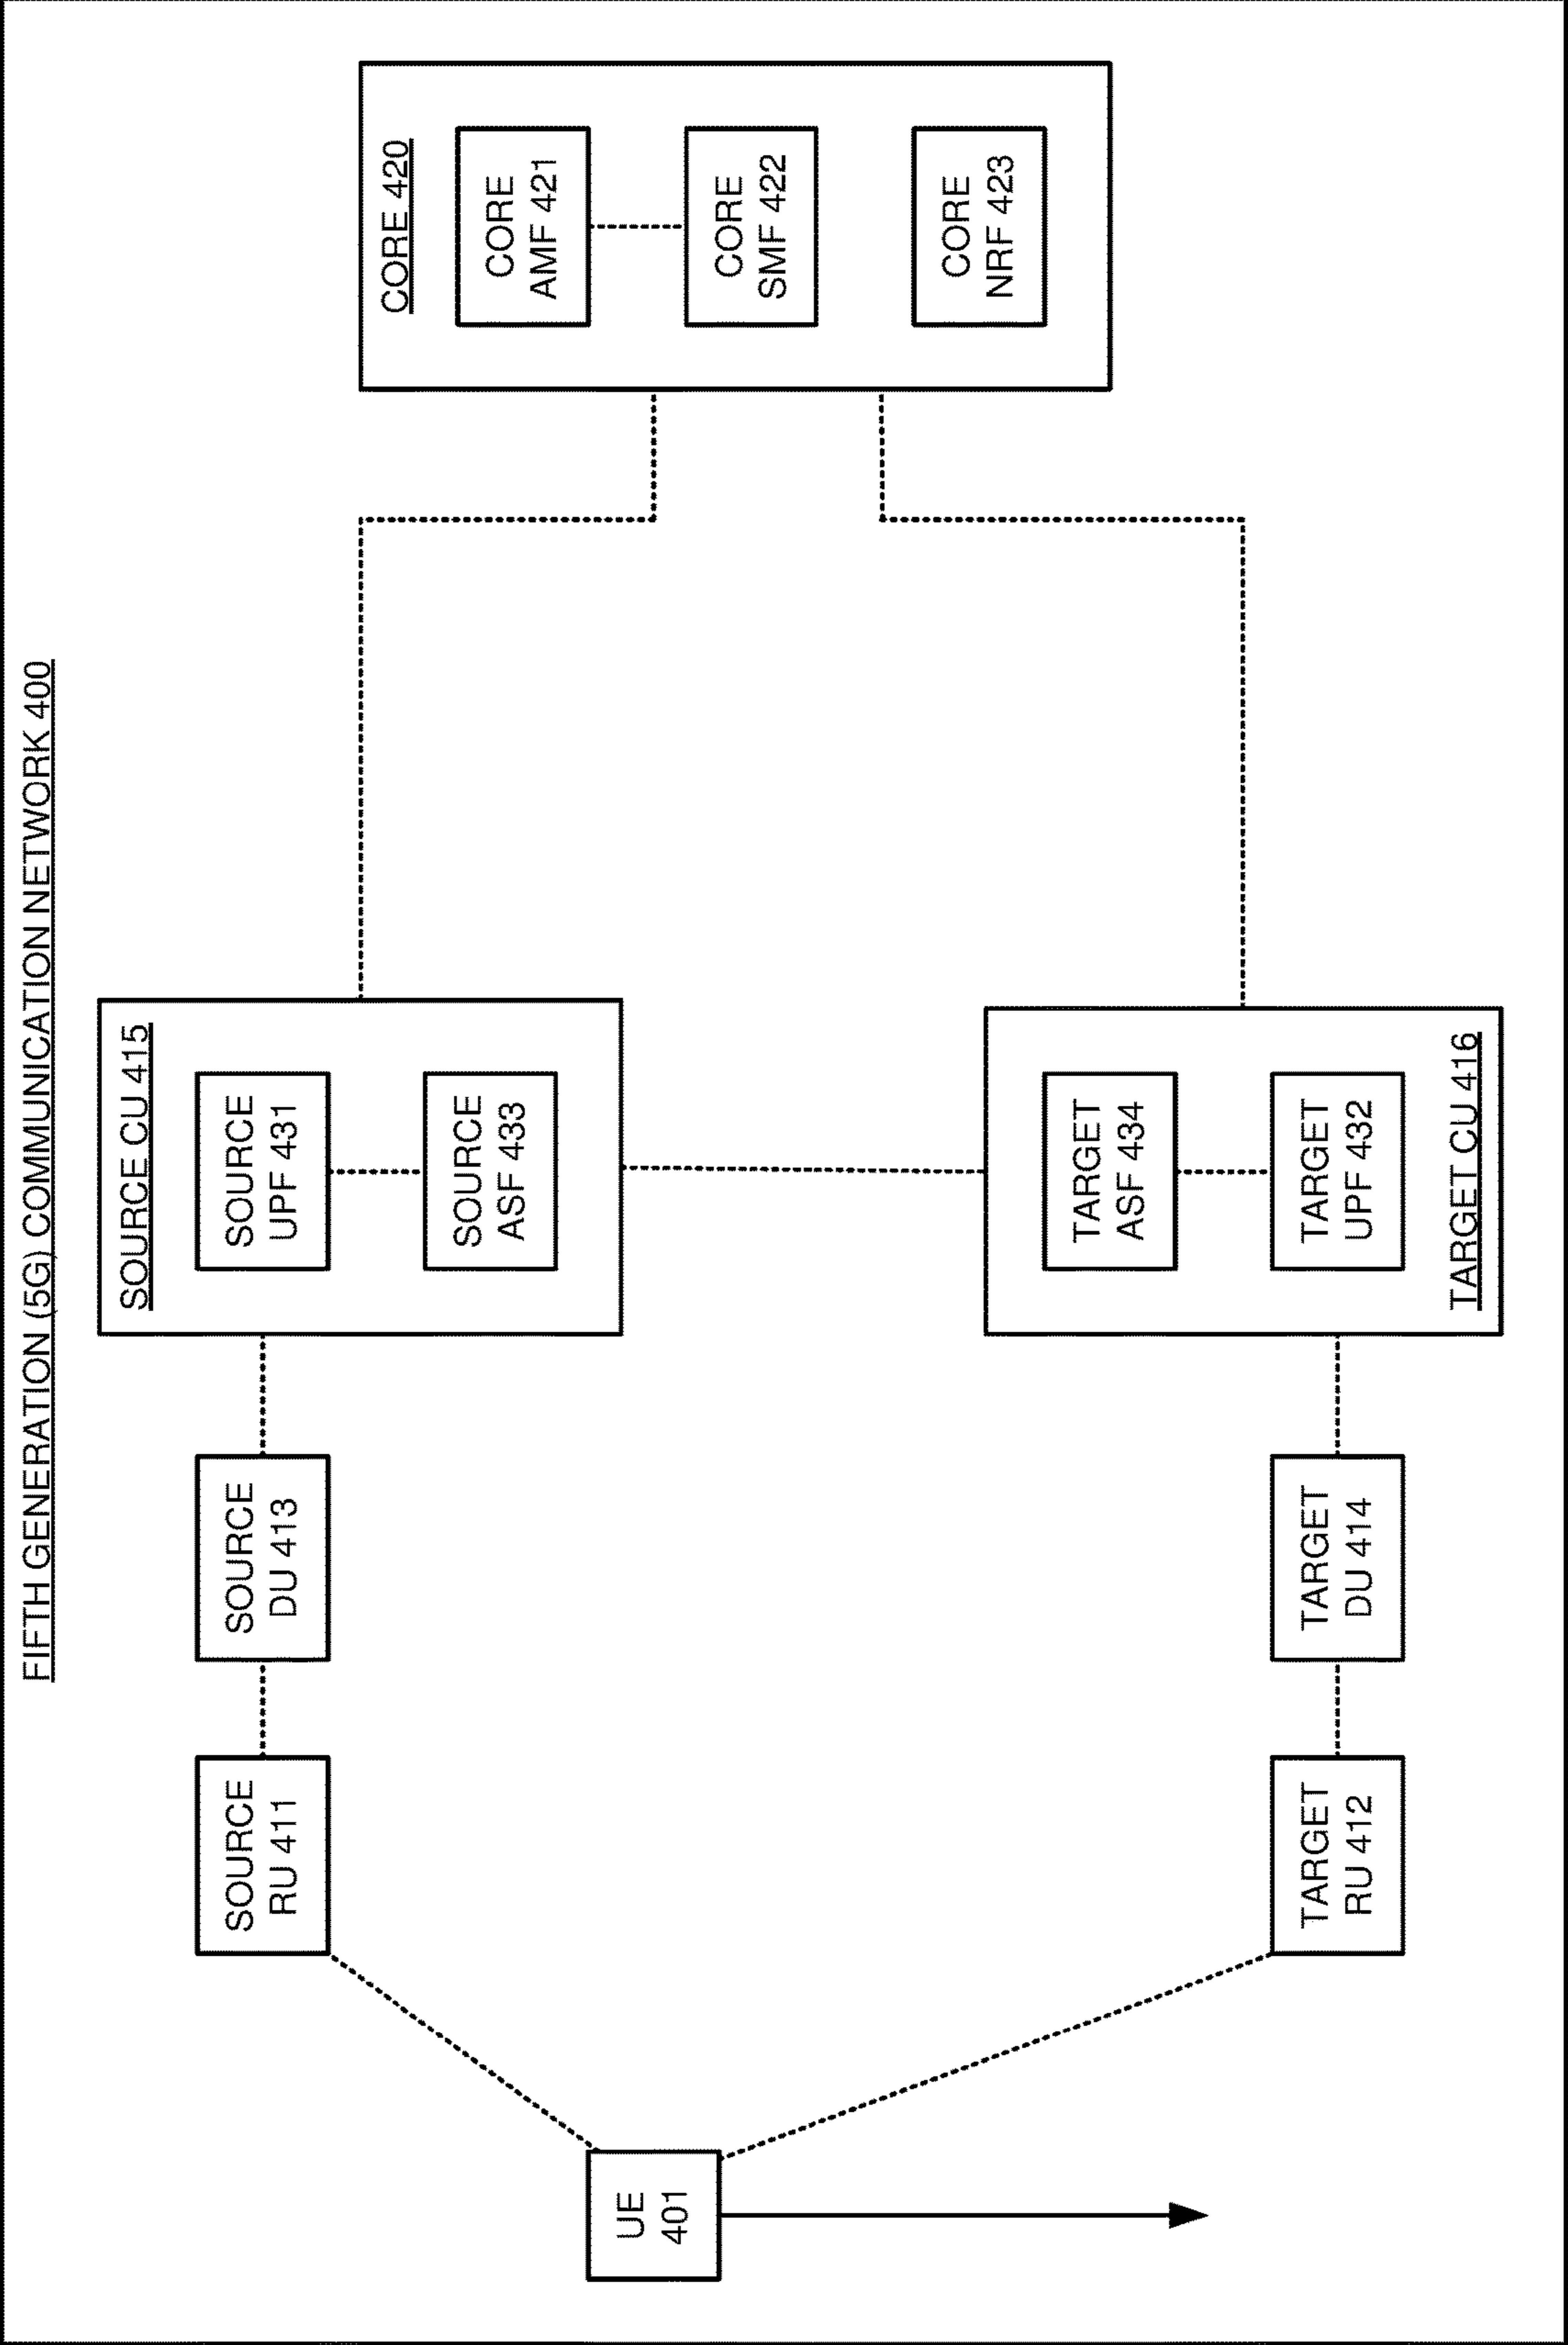 FIFTH GENERATION (5G) COMMUNICATION NETWORK 400
UE
401
SOURCE
RU 411
SOURCE
DU 413
SOURCE CU 415
SOURCE
UPF 431
SOURCE
ASF 433
TARGET
RU 412
TARGET
DU 414
TARGET
ASF 434
TARGET
UPF 432
TARGET CU 416
CORE 420
CORE
AMF 421
CORE
SMF 422
CORE
NRF 423